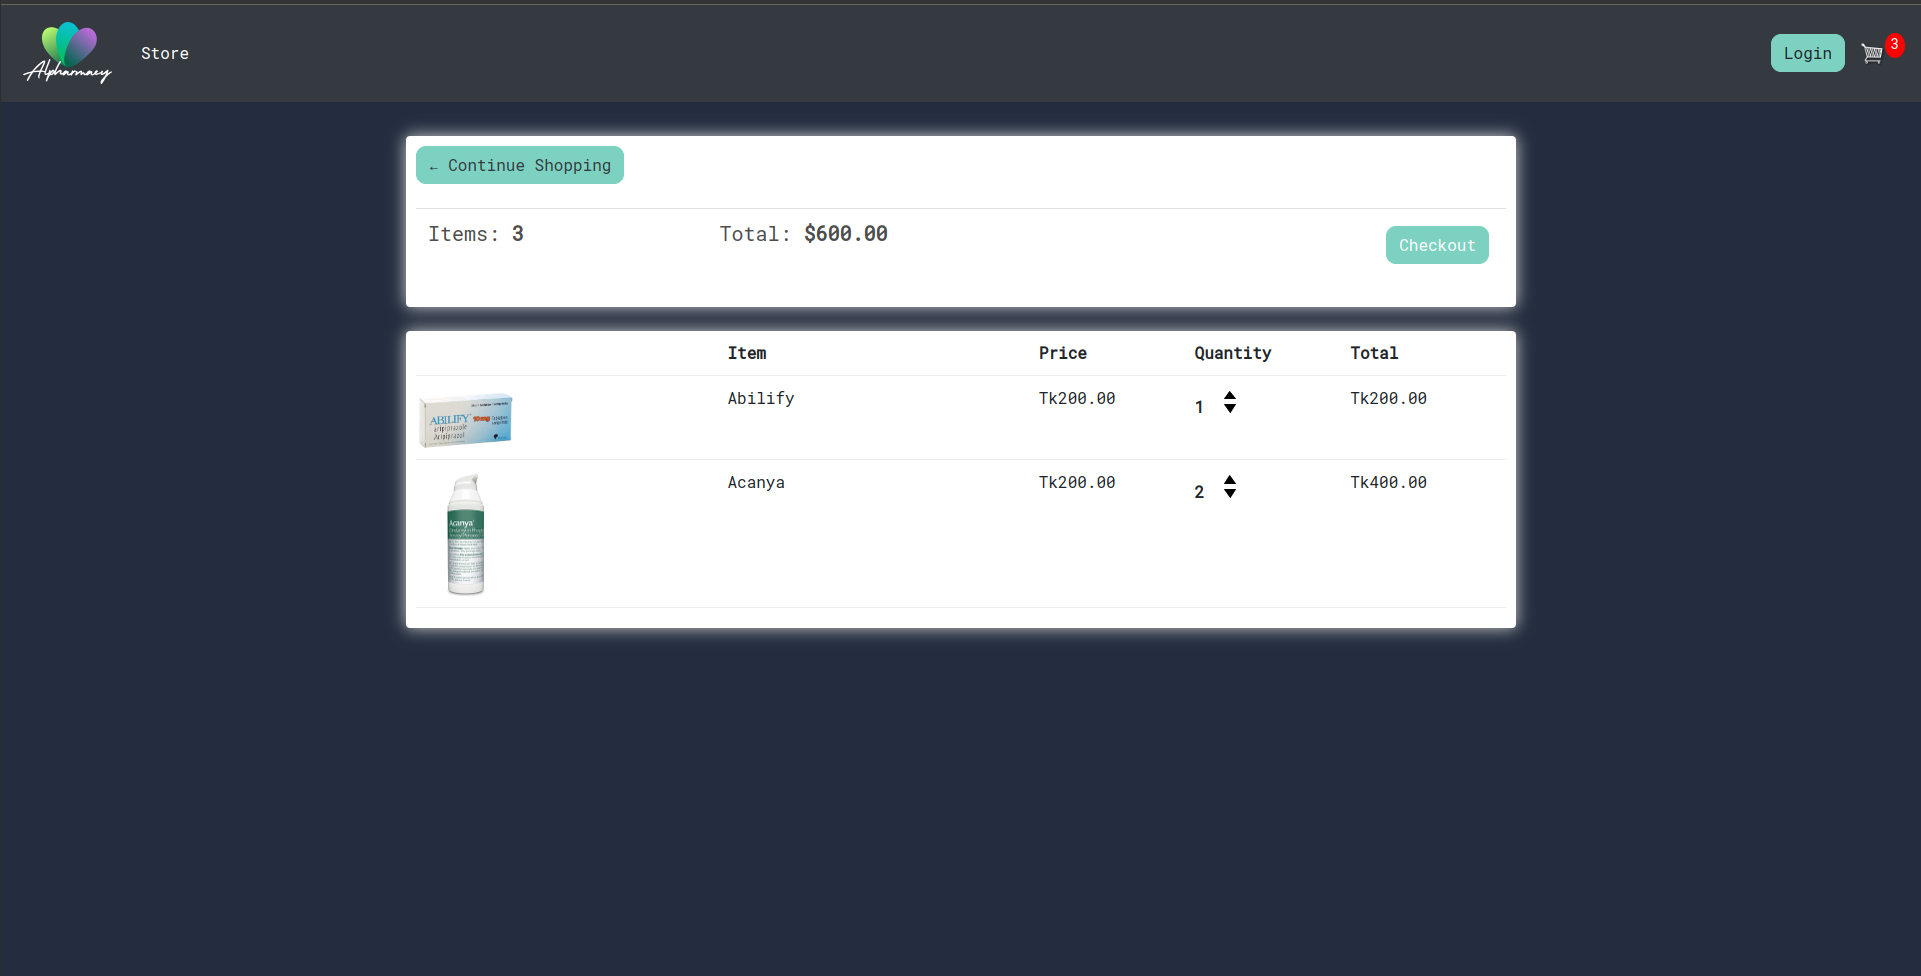 Alpharmacy
Store
Login
3
← Continue Shopping
Items: 3
Total: $600.00
Checkout
Item Price Quantity Total
ABILIFY 10mg
aripiprazole
Aripiprazol
Abilify Tk200.00 1 Tk200.00
Acanya
Acanya Tk200.00 2 Tk400.00